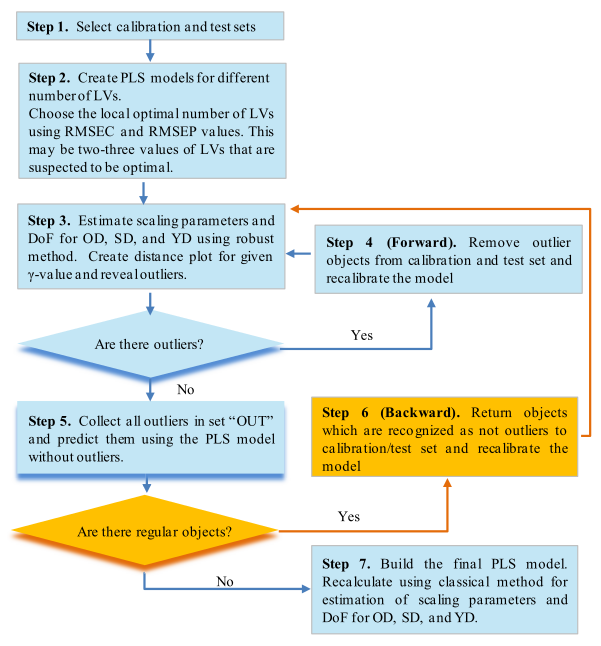 Step 1. Select calibration and test sets
Step 2. Create PLS models for different
number of LVs.
Choose the local optimal number of LVs
using RMSEC and RMSEP values. This
may be two-three values of LVs that are
suspected to be optimal.
Step 3. Estimate scaling parameters and
DoF for OD, SD, and YD using robust
method. Create distance plot for given
γ-value and reveal outliers.
Step 4 (Forward). Remove outlier
objects from calibration and test set and
recalibrate the model
Are there outliers?
Yes
No
Step 5. Collect all outliers in set “OUT”
and predict them using the PLS model
without outliers.
Step 6 (Backward). Return objects
which are recognized as not outliers to
calibration/test set and recalibrate the
model
Are there regular objects?
Yes
No
Step 7. Build the final PLS model.
Recalculate using classical method for
estimation of scaling parameters and
DoF for OD, SD, and YD.